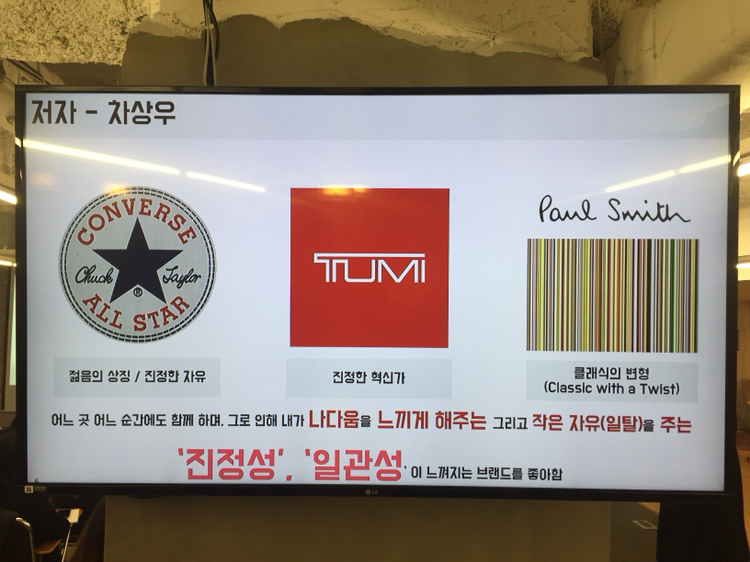 저자 - 차상우
CONVERSE
Chuck Taylor
®
ALL STAR
TUMI
Paul Smith
젊음의 상징 / 진정한 자유
진정한 혁신가
클래식의 변형
(Classic with a Twist)
어느 곳 어느 순간에도 함께 하며, 그로 인해 내가 나다움을 느끼게 해주는 그리고 작은 자유(일탈)을 주는
'진정성', '일관성' 이 느껴지는 브랜드를 좋아함
LG